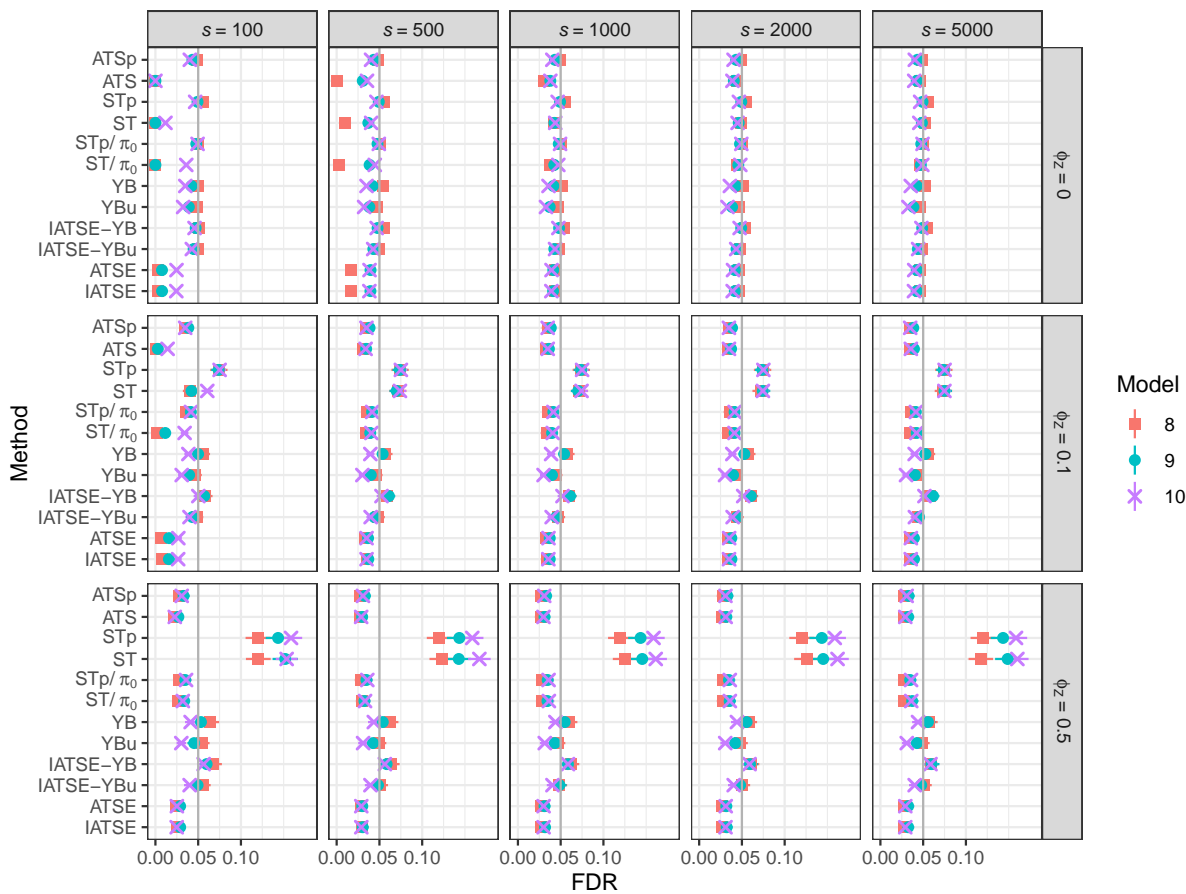 s = 100
s = 500
s = 1000
s = 2000
s = 5000
ATSp
ATS
STp
ST
STp/ π₀
ST/ π₀
YB
YBu
IATSE−YB
IATSE−YBu
ATSE
IATSE
ϕZ = 0
ATSp
ATS
STp
ST
STp/ π₀
ST/ π₀
YB
YBu
IATSE−YB
IATSE−YBu
ATSE
IATSE
ϕZ = 0.1
ATSp
ATS
STp
ST
STp/ π₀
ST/ π₀
YB
YBu
IATSE−YB
IATSE−YBu
ATSE
IATSE
ϕZ = 0.5
0.00 0.05 0.10
0.00 0.05 0.10
0.00 0.05 0.10
0.00 0.05 0.10
0.00 0.05 0.10
FDR
Method
Model
8
9
10